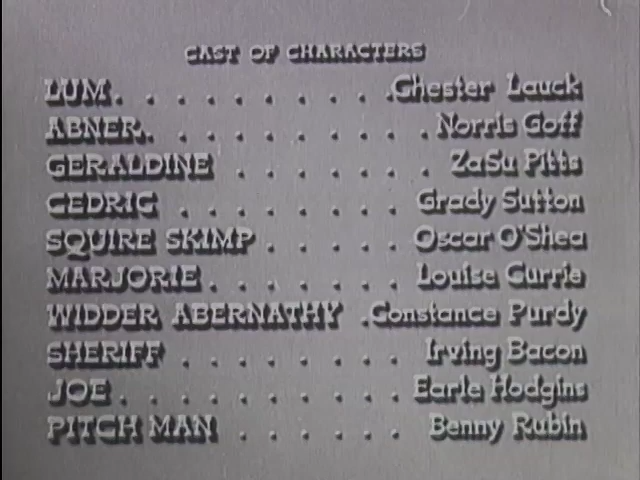 CAST OF CHARACTERS
LUM. . . . . . . . . . .Chester Lauck
ABNER. . . . . . . . . . Norris Goff
GERALDINE . . . . . . . ZaSu Pitts
CEDRIC . . . . . . . . Grady Sutton
SQUIRE SKIMP . . . . . Oscar O'Shea
MARJORIE. . . . . . . Louise Currie
WIDDER ABERNATHY .Constance Purdy
SHERIFF . . . . . . . . Irving Bacon
JOE . . . . . . . . . . Earle Hodgins
PITCH MAN . . . . . . Benny Rubin